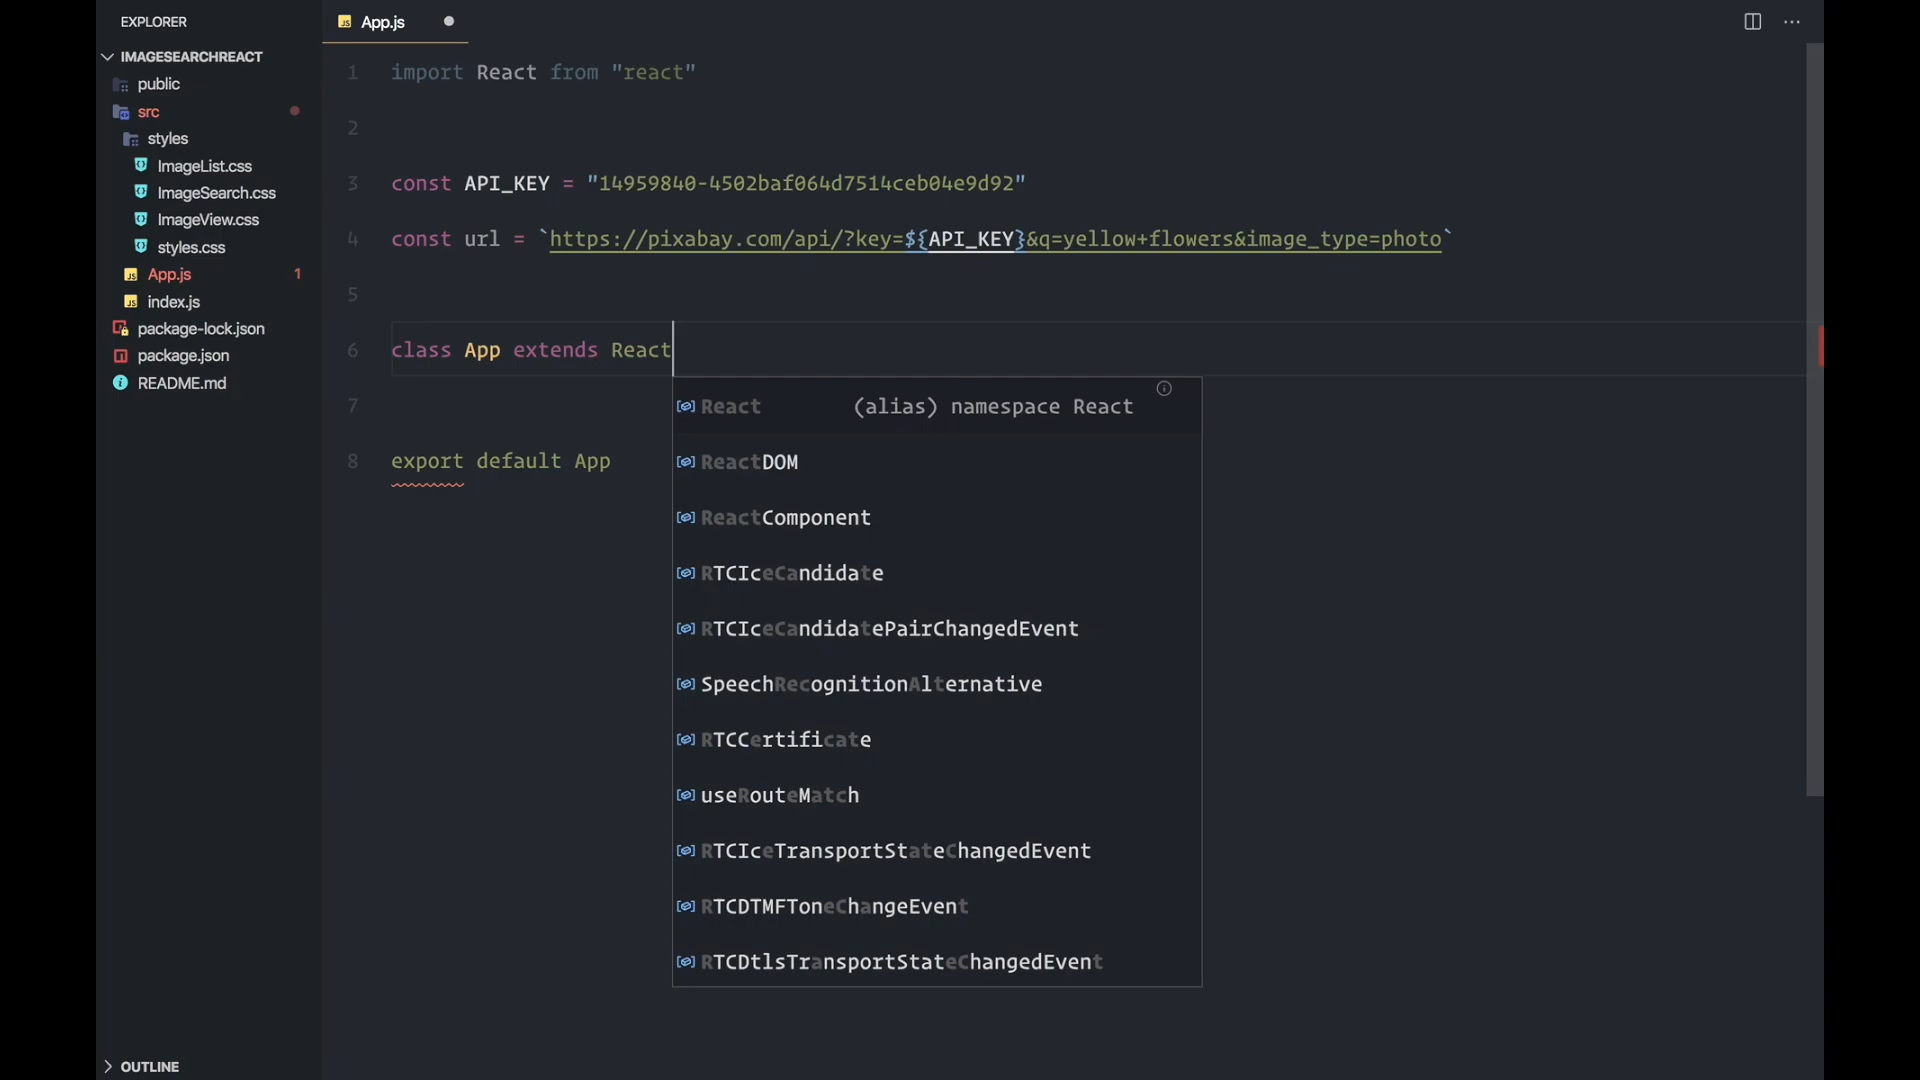 EXPLORER
IMAGESEARCHREACT
public
src
styles
ImageList.css
ImageSearch.css
ImageView.css
styles.css
App.js 1
index.js
package-lock.json
package.json
README.md
OUTLINE
App.js
1 import React from "react"
2
3 const API_KEY = "14959840-4502baf064d7514ceb04e9d92"
4 const url = `https://pixabay.com/api/?key=${API_KEY}&q=yellow+flowers&image_type=photo`
5
6 class App extends React
7
8 export default App
React (alias) namespace React
ReactDOM
ReactComponent
RTCIceCandidate
RTCIceCandidatePairChangedEvent
SpeechRecognitionAlternative
RTCCertificate
useRouteMatch
RTCIceTransportStateChangedEvent
RTCDTMFToneChangeEvent
RTCDtlsTransportStateChangedEvent